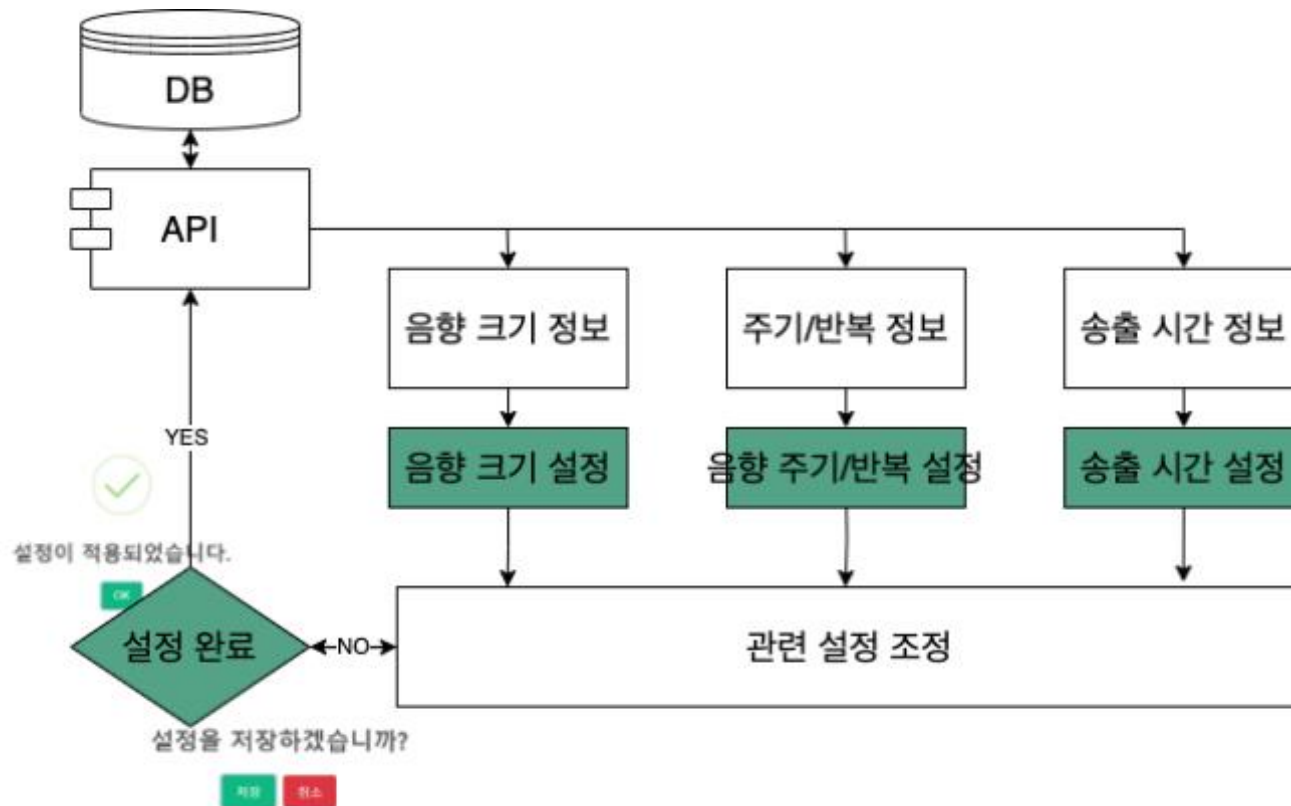 DB
API
음향 크기 정보
주기/반복 정보
송출 시간 정보
YES
음향 크기 설정
음향 주기/반복 설정
송출 시간 설정
설정이 적용되었습니다.
OK
설정 완료
NO
관련 설정 조정
설정을 저장하겠습니까?
저장
취소